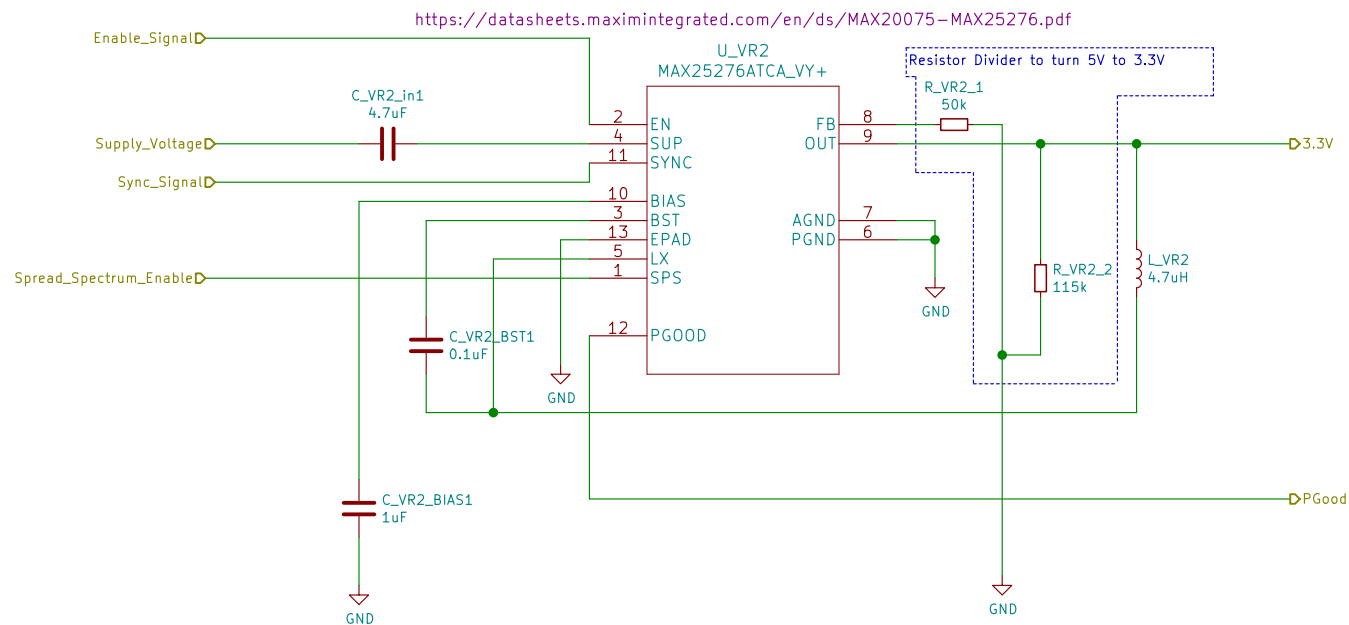 https://datasheets.maximintegrated.com/en/ds/MAX20075-MAX25276.pdf
Enable_Signal
U_VR2
MAX25276ATCA_VY+
Resistor Divider to turn 5V to 3.3V
C_VR2_in1
4.7uF
R_VR2_1
50k
2
EN
FB
8
Supply_Voltage
4
SUP
OUT
9
3.3V
11
SYNC
Sync_Signal
10
BIAS
3
BST
AGND
7
13
EPAD
PGND
6
5
LX
L_VR2
4.7uH
R_VR2_2
115k
Spread_Spectrum_Enable
1
SPS
GND
12
PGOOD
C_VR2_BST1
0.1uF
GND
C_VR2_BIAS1
1uF
PGood
GND
GND